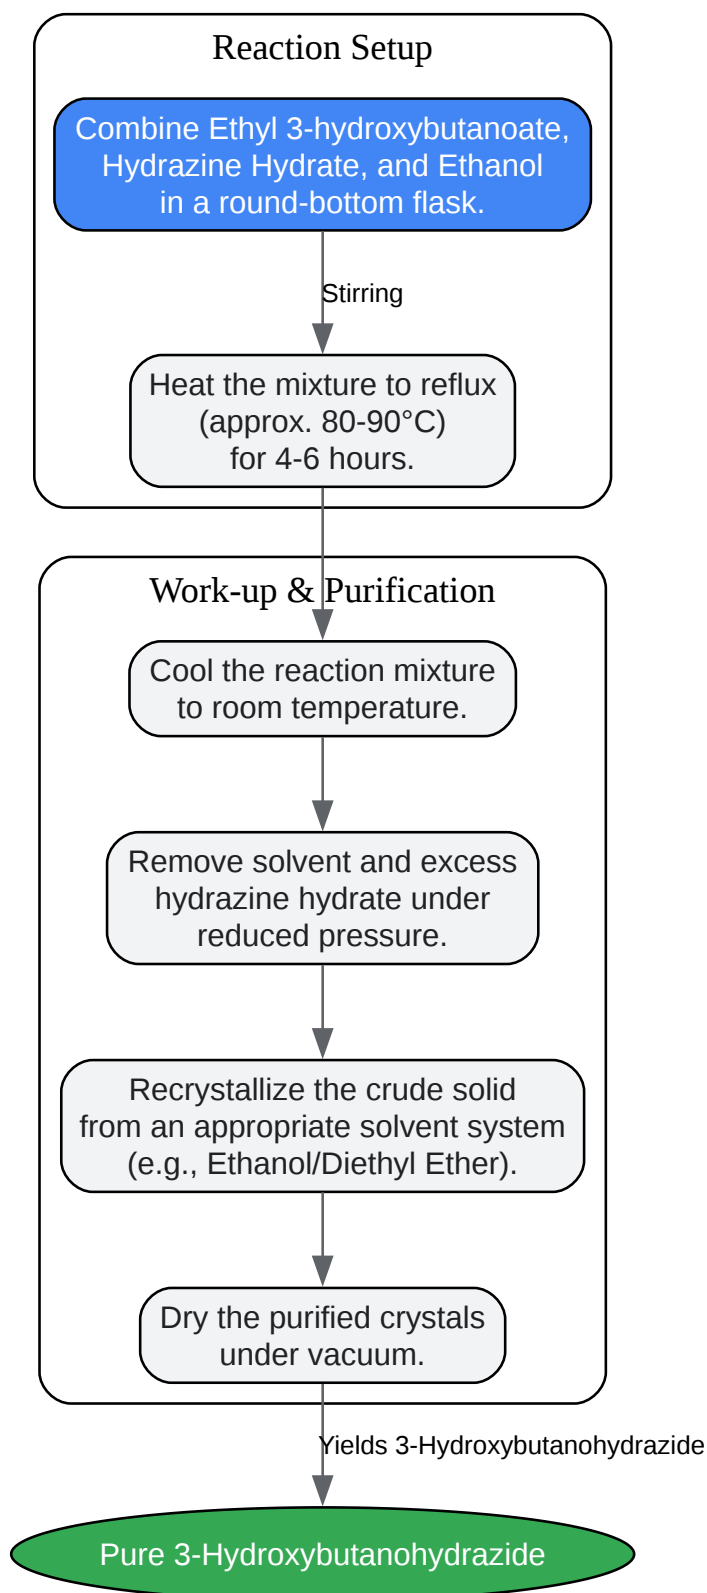 Reaction Setup
Combine Ethyl 3-hydroxybutanoate,
Hydrazine Hydrate, and Ethanol
in a round-bottom flask.
Stirring
Heat the mixture to reflux
(approx. 80-90°C)
for 4-6 hours.
Work-up & Purification
Cool the reaction mixture
to room temperature.
Remove solvent and excess
hydrazine hydrate under
reduced pressure.
Recrystallize the crude solid
from an appropriate solvent system
(e.g., Ethanol/Diethyl Ether).
Dry the purified crystals
under vacuum.
Yields 3-Hydroxybutanohydrazide
Pure 3-Hydroxybutanohydrazide